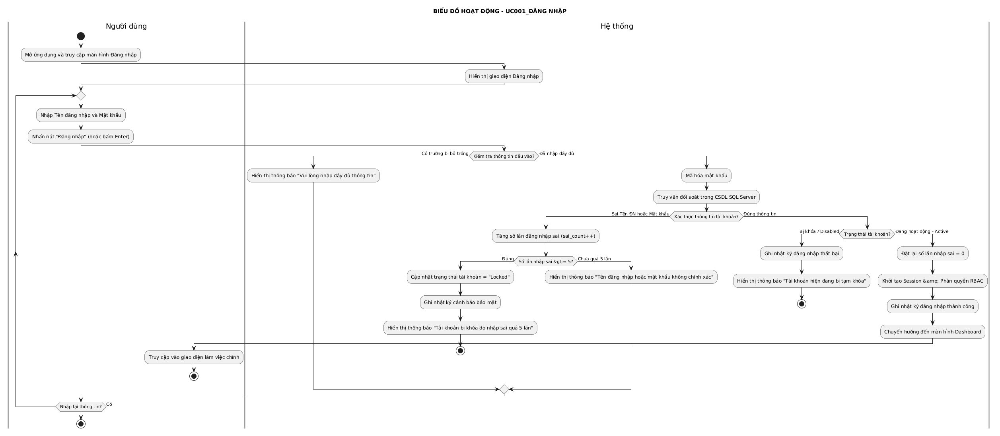 BIỂU ĐỒ HOẠT ĐỘNG - UC001_ĐĂNG NHẬP
Người dùng
Hệ thống
Mở ứng dụng và truy cập màn hình Đăng nhập
Hiển thị giao diện Đăng nhập
Nhập Tên đăng nhập và Mật khẩu
Nhấn nút "Đăng nhập" (hoặc bấm Enter)
Có trường bị bỏ trống
Kiểm tra thông tin đầu vào?
Đã nhập đầy đủ
Hiển thị thông báo "Vui lòng nhập đầy đủ thông tin"
Mã hóa mật khẩu
Truy vấn đối soát trong CSDL SQL Server
Sai Tên ĐN hoặc Mật khẩu
Xác thực thông tin tài khoản?
Đúng thông tin
Tăng số lần đăng nhập sai (sai_count++)
Bị khóa / Disabled
Trạng thái tài khoản?
Đang hoạt động - Active
Đúng
Số lần nhập sai &gt;= 5?
Chưa quá 5 lần
Ghi nhật ký đăng nhập thất bại
Đặt lại số lần nhập sai = 0
Cập nhật trạng thái tài khoản = "Locked"
Hiển thị thông báo "Tên đăng nhập hoặc mật khẩu không chính xác"
Hiển thị thông báo "Tài khoản hiện đang bị tạm khóa"
Khởi tạo Session &amp; Phân quyền RBAC
Ghi nhật ký cảnh báo bảo mật
Ghi nhật ký đăng nhập thành công
Hiển thị thông báo "Tài khoản bị khóa do nhập sai quá 5 lần"
Chuyển hướng đến màn hình Dashboard
Truy cập vào giao diện làm việc chính
Nhập lại thông tin?
Có